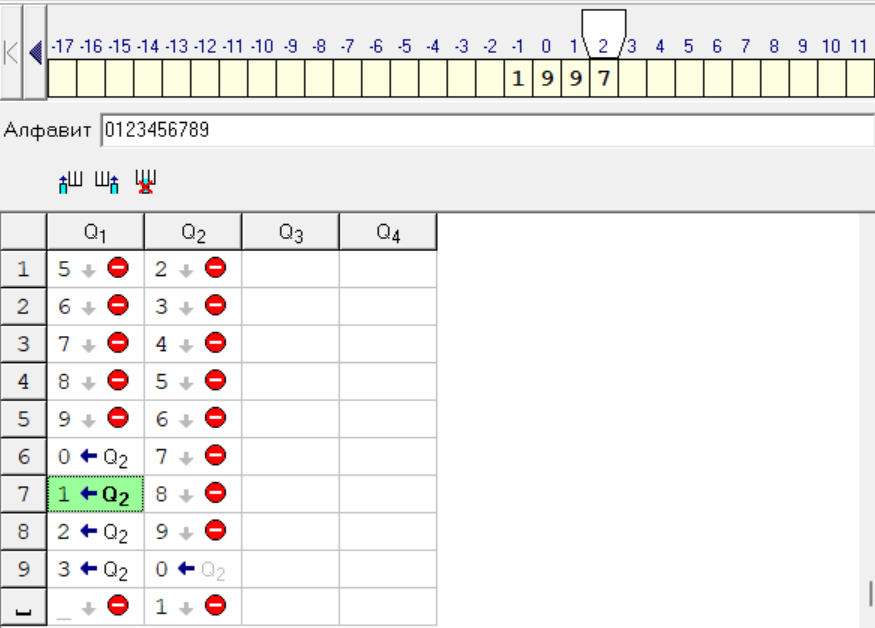 -17 -16 -15 -14 -13 -12 -11 -10 -9 -8 -7 -6 -5 -4 -3 -2 -1 0 1 2 3 4 5 6 7 8 9 10 11
1 9 9 7
Алфавит 0123456789
Q1 Q2 Q3 Q4
1 5 2
2 6 3
3 7 4
4 8 5
5 9 6
6 0 ← Q2 7
7 1 ← Q2 8
8 2 ← Q2 9
9 3 ← Q2 0 ← Q2
_ 1